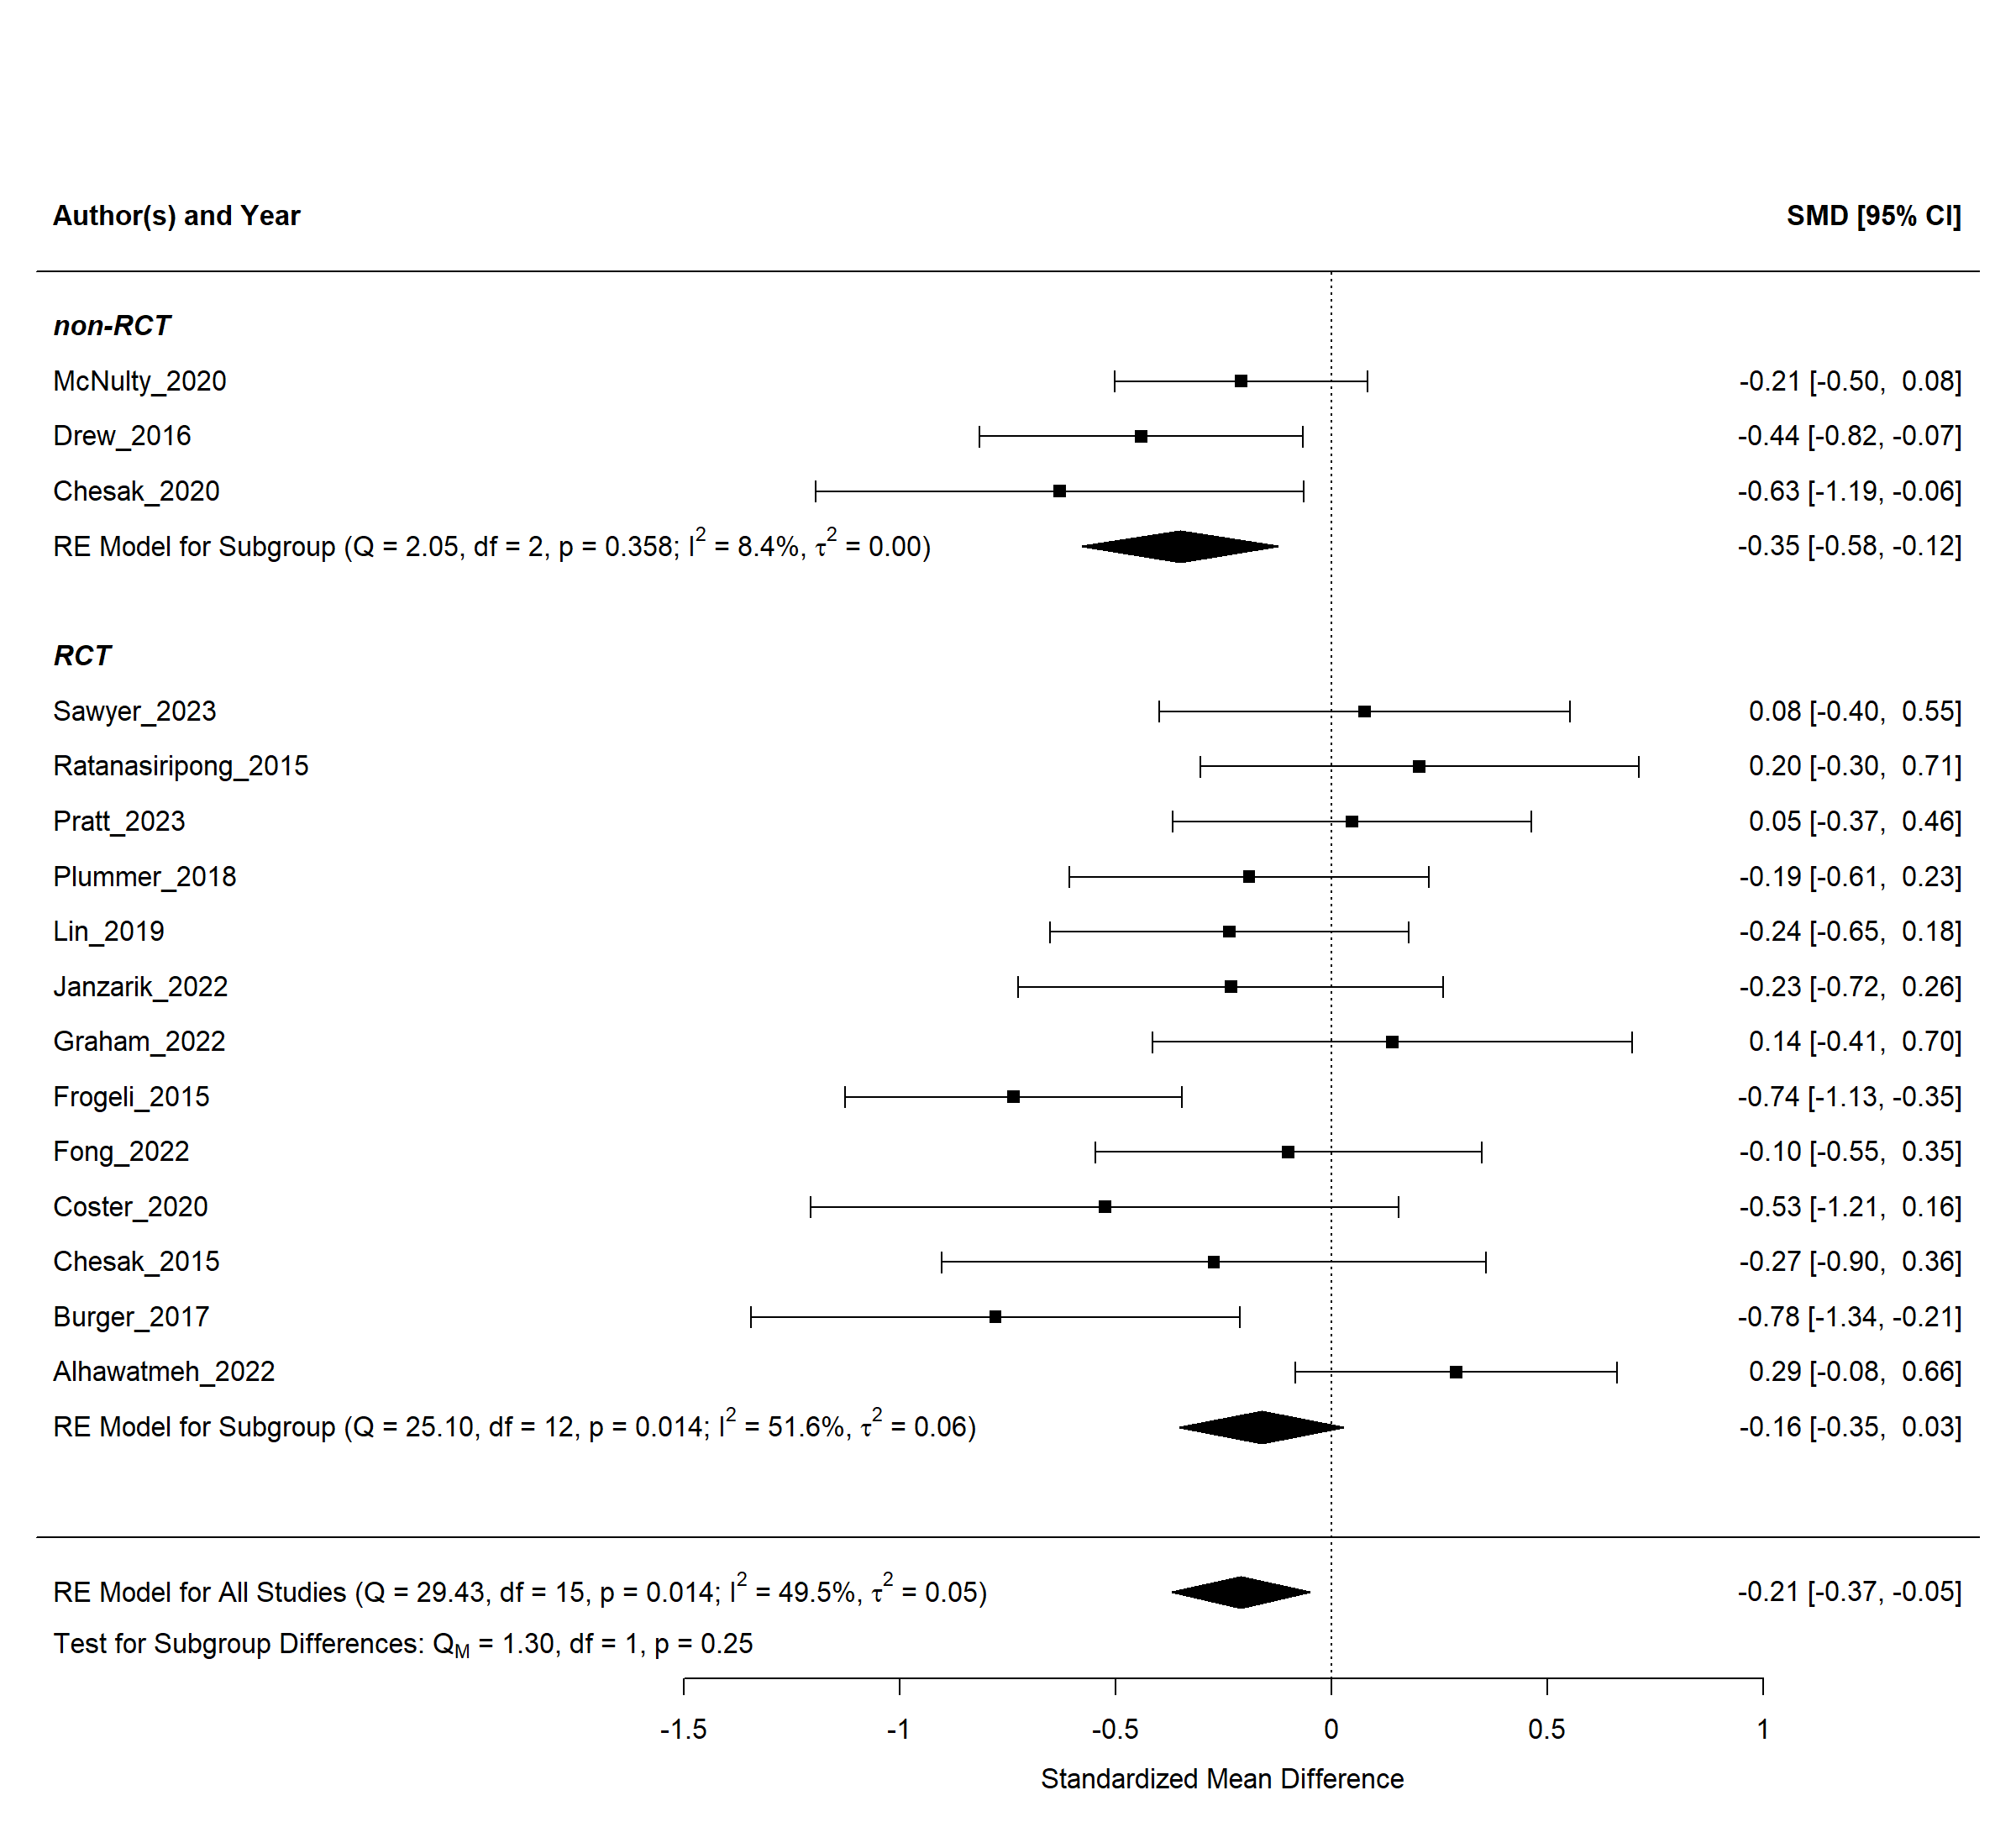 Author(s) and Year SMD [95% CI]
non-RCT
McNulty_2020 -0.21 [-0.50, 0.08]
Drew_2016 -0.44 [-0.82, -0.07]
Chesak_2020 -0.63 [-1.19, -0.06]
RE Model for Subgroup (Q = 2.05, df = 2, p = 0.358; I² = 8.4%, τ² = 0.00) -0.35 [-0.58, -0.12]
RCT
Sawyer_2023 0.08 [-0.40, 0.55]
Ratanasiripong_2015 0.20 [-0.30, 0.71]
Pratt_2023 0.05 [-0.37, 0.46]
Plummer_2018 -0.19 [-0.61, 0.23]
Lin_2019 -0.24 [-0.65, 0.18]
Janzarik_2022 -0.23 [-0.72, 0.26]
Graham_2022 0.14 [-0.41, 0.70]
Frogeli_2015 -0.74 [-1.13, -0.35]
Fong_2022 -0.10 [-0.55, 0.35]
Coster_2020 -0.53 [-1.21, 0.16]
Chesak_2015 -0.27 [-0.90, 0.36]
Burger_2017 -0.78 [-1.34, -0.21]
Alhawatmeh_2022 0.29 [-0.08, 0.66]
RE Model for Subgroup (Q = 25.10, df = 12, p = 0.014; I² = 51.6%, τ² = 0.06) -0.16 [-0.35, 0.03]
RE Model for All Studies (Q = 29.43, df = 15, p = 0.014; I² = 49.5%, τ² = 0.05) -0.21 [-0.37, -0.05]
Test for Subgroup Differences: Q_M = 1.30, df = 1, p = 0.25
-1.5 -1 -0.5 0 0.5 1
Standardized Mean Difference